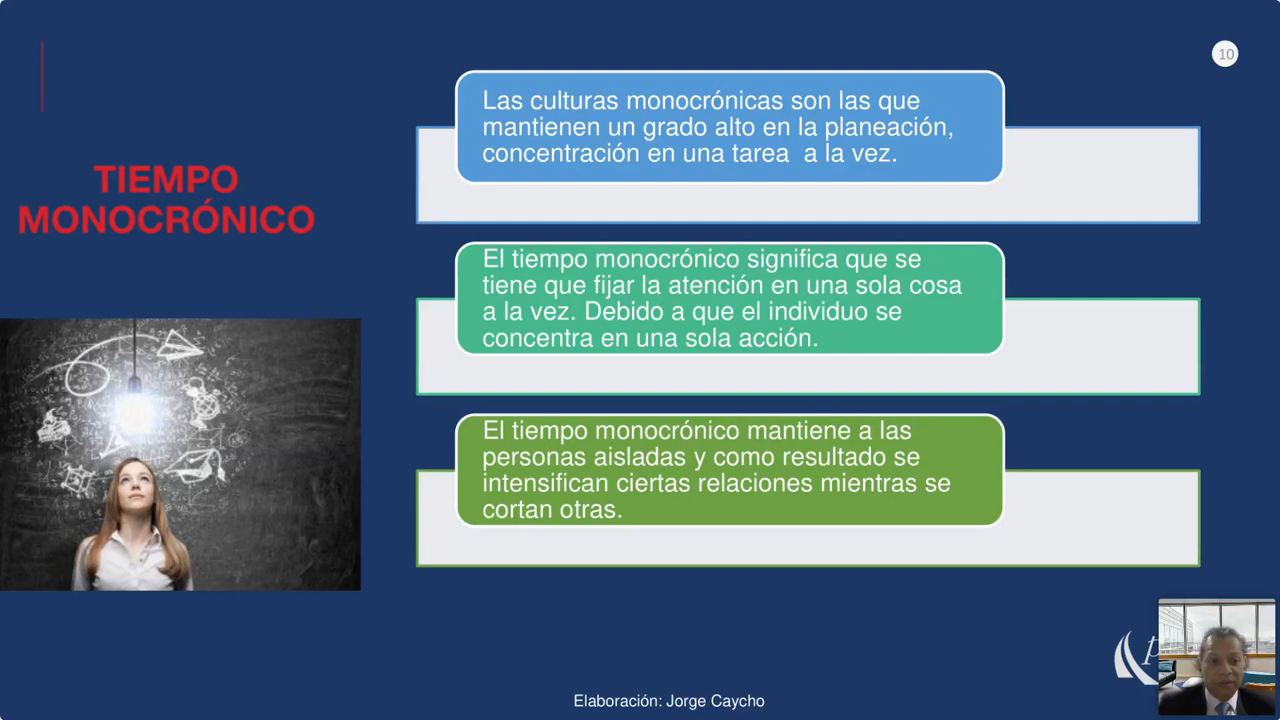 10
TIEMPO
MONOCRÓNICO
Las culturas monocrónicas son las que
mantienen un grado alto en la planeación,
concentración en una tarea  a la vez.
El tiempo monocrónico significa que se
tiene que fijar la atención en una sola cosa
a la vez. Debido a que el individuo se
concentra en una sola acción.
El tiempo monocrónico mantiene a las
personas aisladas y como resultado se
intensifican ciertas relaciones mientras se
cortan otras.
Elaboración: Jorge Caycho